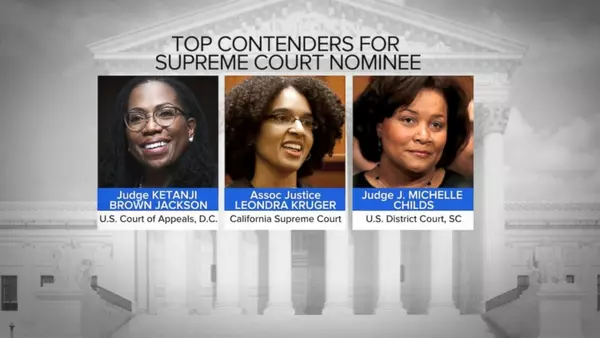 TOP CONTENDERS FOR
SUPREME COURT NOMINEE
Judge KETANJI
BROWN JACKSON
U.S. Court of Appeals, D.C.
Assoc Justice
LEONDRA KRUGER
California Supreme Court
Judge J. MICHELLE
CHILDS
U.S. District Court, SC